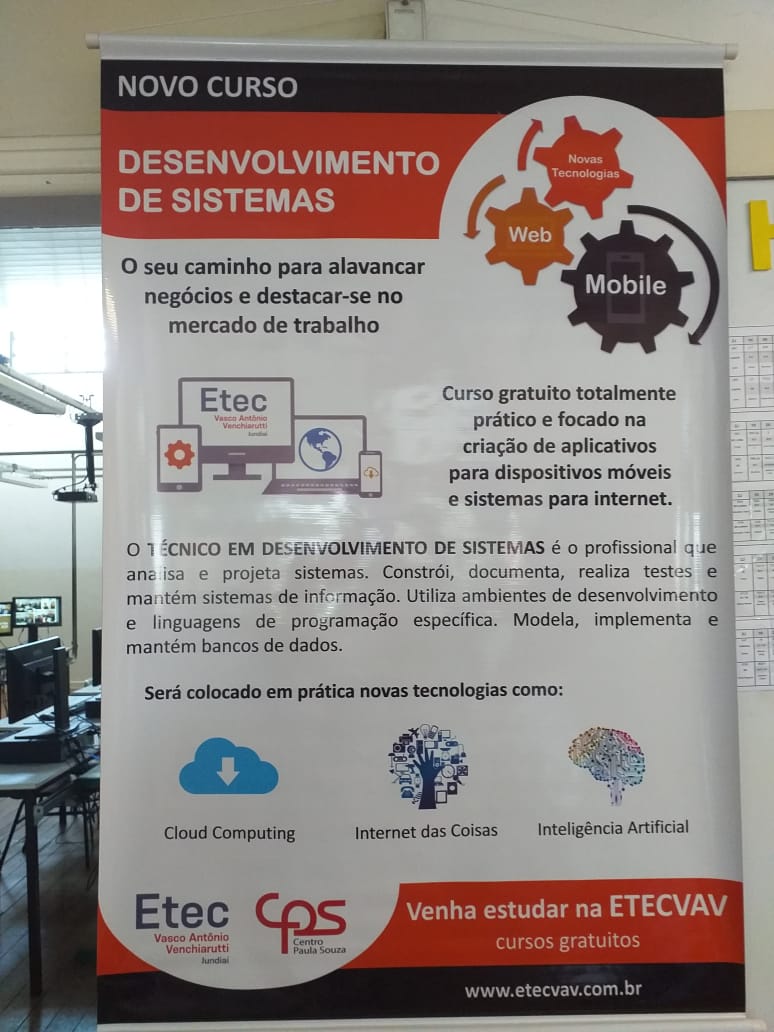 NOVO CURSO
DESENVOLVIMENTO
DE SISTEMAS
Novas
Tecnologias
Web
Mobile
O seu caminho para alavancar
negócios e destacar-se no
mercado de trabalho
Etec
Vasco Antônio
Venchiarutti
Jundiaí
Curso gratuito totalmente
prático e focado na
criação de aplicativos
para dispositivos móveis
e sistemas para internet.
O TÉCNICO EM DESENVOLVIMENTO DE SISTEMAS é o profissional que
analisa e projeta sistemas. Constrói, documenta, realiza testes e
mantém sistemas de informação. Utiliza ambientes de desenvolvimento
e linguagens de programação específica. Modela, implementa e
mantém bancos de dados.
Será colocado em prática novas tecnologias como:
Cloud Computing
Internet das Coisas
Inteligência Artificial
Etec
Vasco Antônio
Venchiarutti
Jundiaí
cps
Centro
Paula Souza
Venha estudar na ETECVAV
cursos gratuitos
www.etecvav.com.br